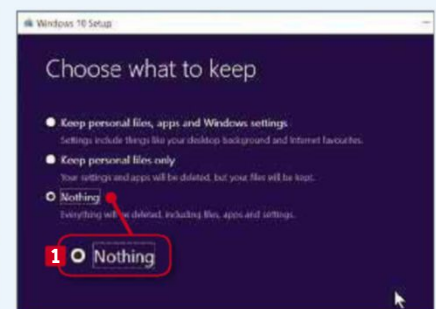 Windows 10 Setup
Choose what to keep
Keep personal files, apps and Windows settings
Settings include things like your desktop background and Internet favourites.
Keep personal files only
Your settings and apps will be deleted, but your files will be kept.
Nothing
Everything will be deleted, including files, apps and settings.
1 Nothing